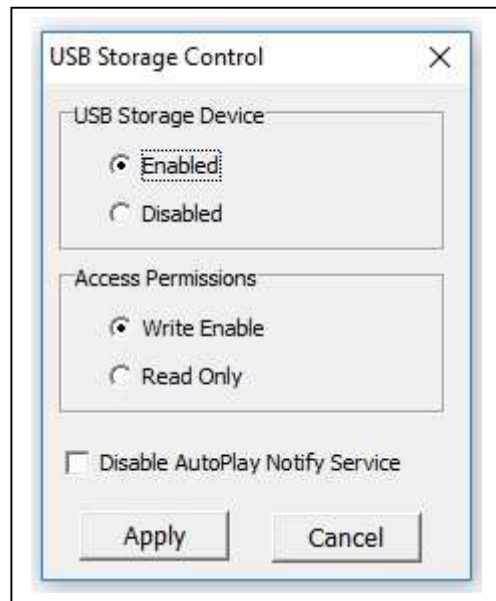 USB Storage Control
USB Storage Device
Enabled
Disabled
Access Permissions
Write Enable
Read Only
Disable AutoPlay Notify Service
Apply Cancel